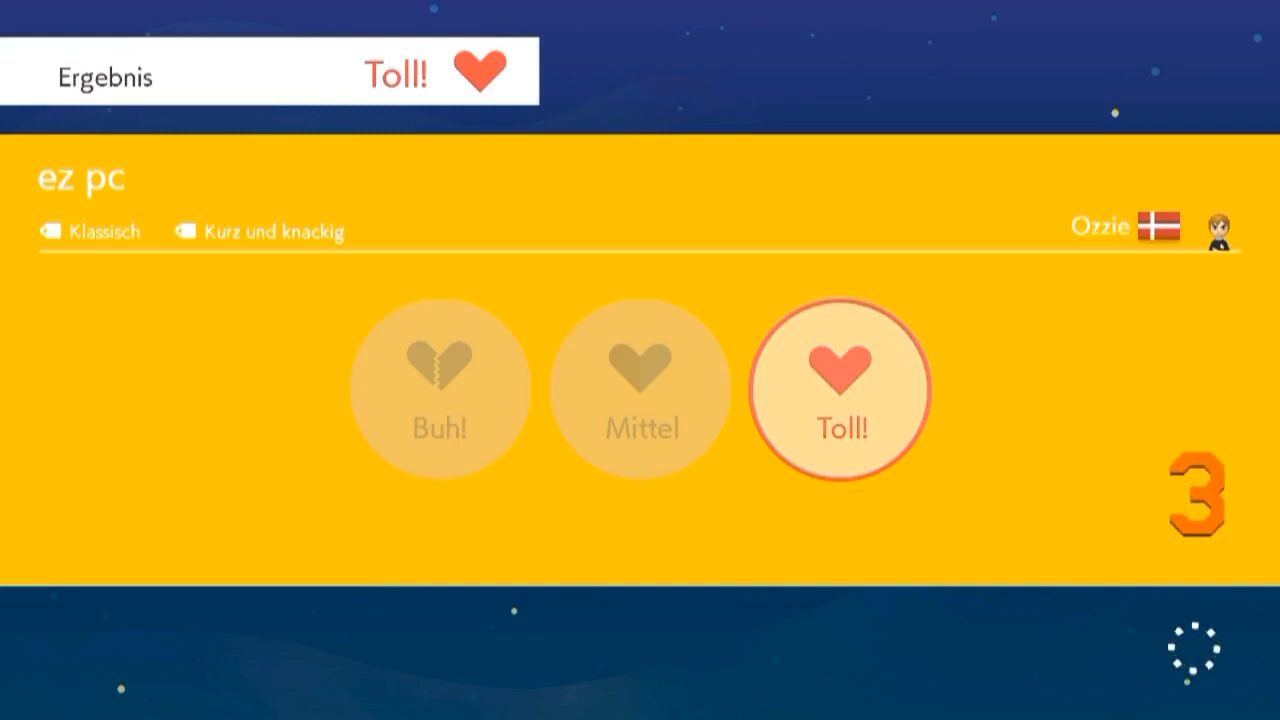 Ergebnis Toll!
ez pc
Klassisch Kurz und knackig Ozzie
Buh! Mittel Toll!
3